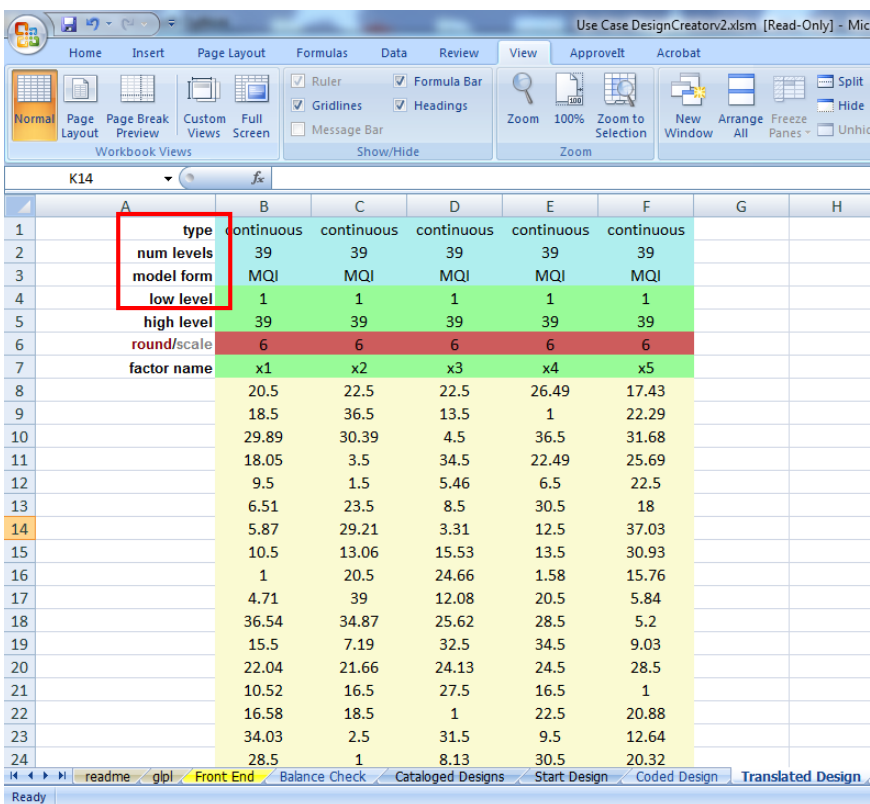 Use Case DesignCreatorv2.xlsm [Read-Only] - Mic
Home Insert Page Layout Formulas Data Review View ApproveIt Acrobat
Normal Page Layout Page Break Preview Custom Views Full Screen
Workbook Views
Ruler Formula Bar
Gridlines Headings
Message Bar
Show/Hide
Zoom 100% Zoom to Selection
Zoom
New Window Arrange All Freeze Panes
Split
Hide
Unhid
K14 fx
A B C D E F G H
1 type continuous continuous continuous continuous continuous
2 num levels 39 39 39 39 39
3 model form MQI MQI MQI MQI MQI
4 low level 1 1 1 1 1
5 high level 39 39 39 39 39
6 round/scale 6 6 6 6 6
7 factor name x1 x2 x3 x4 x5
8 20.5 22.5 22.5 26.49 17.43
9 18.5 36.5 13.5 1 22.29
10 29.89 30.39 4.5 36.5 31.68
11 18.05 3.5 34.5 22.49 25.69
12 9.5 1.5 5.46 6.5 22.5
13 6.51 23.5 8.5 30.5 18
14 5.87 29.21 3.31 12.5 37.03
15 10.5 13.06 15.53 13.5 30.93
16 1 20.5 24.66 1.58 15.76
17 4.71 39 12.08 20.5 5.84
18 36.54 34.87 25.62 28.5 5.2
19 15.5 7.19 32.5 34.5 9.03
20 22.04 21.66 24.13 24.5 28.5
21 10.52 16.5 27.5 16.5 1
22 16.58 18.5 1 22.5 20.88
23 34.03 2.5 31.5 9.5 12.64
24 28.5 1 8.13 30.5 20.32
readme glpl Front End Balance Check Cataloged Designs Start Design Coded Design Translated Design
Ready